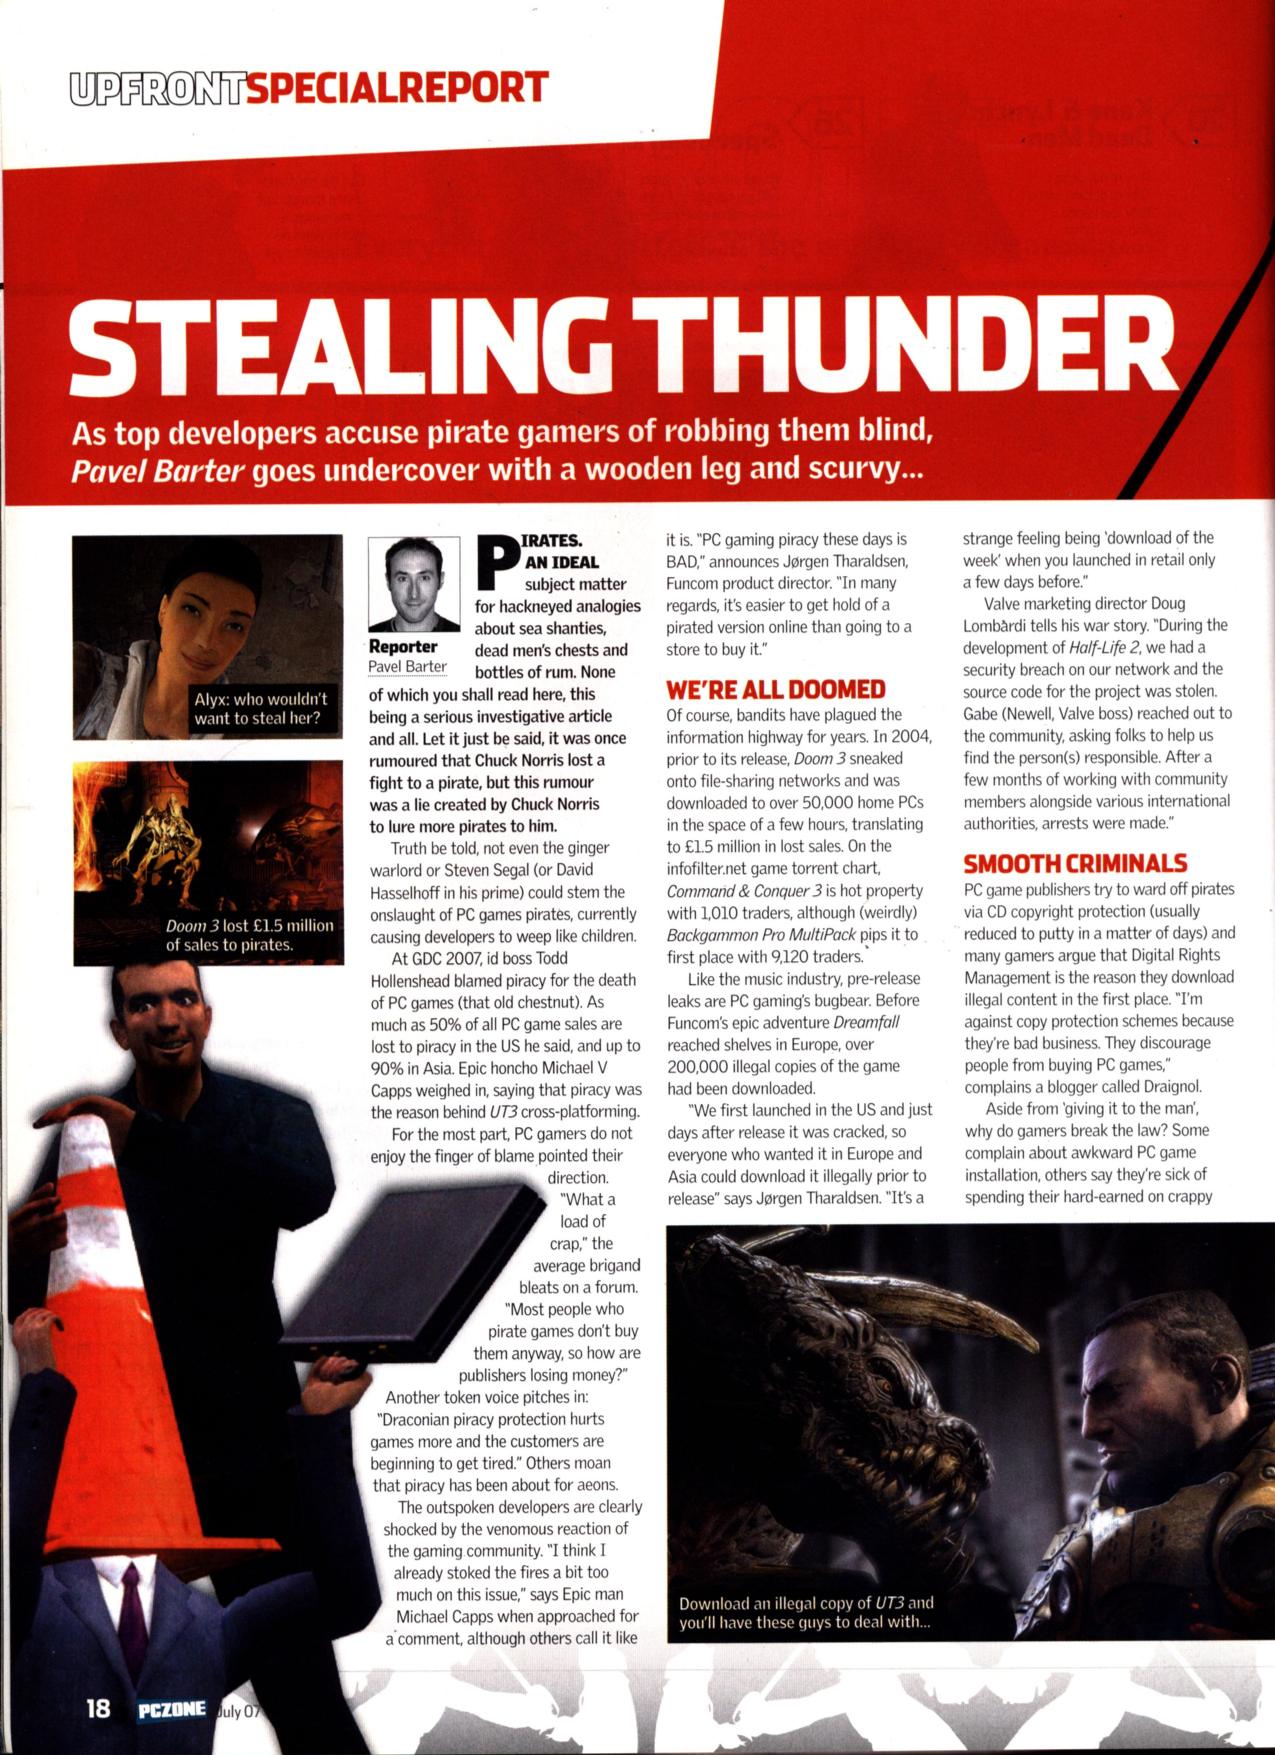 UPFRONTSPECIALREPORT
STEALING THUNDER
As top developers accuse pirate gamers of robbing them blind,
Pavel Barter goes undercover with a wooden leg and scurvy...
Alyx: who wouldn't
want to steal her?
Doom 3 lost £1.5 million
of sales to pirates.
Reporter
Pavel Barter
PIRATES.
AN IDEAL
subject matter
for hackneyed analogies
about sea shanties,
dead men's chests and
bottles of rum. None
of which you shall read here, this
being a serious investigative article
and all. Let it just be said, it was once
rumoured that Chuck Norris lost a
fight to a pirate, but this rumour
was a lie created by Chuck Norris
to lure more pirates to him.
Truth be told, not even the ginger
warlord or Steven Segal (or David
Hasselhoff in his prime) could stem the
onslaught of PC games pirates, currently
causing developers to weep like children.
At GDC 2007, id boss Todd
Hollenshead blamed piracy for the death
of PC games (that old chestnut). As
much as 50% of all PC game sales are
lost to piracy in the US he said, and up to
90% in Asia. Epic honcho Michael V
Capps weighed in, saying that piracy was
the reason behind UT3 cross-platforming.
For the most part, PC gamers do not
enjoy the finger of blame pointed their
direction.
"What a
load of
crap," the
average brigand
bleats on a forum.
"Most people who
pirate games don't buy
them anyway, so how are
publishers losing money?"
Another token voice pitches in:
"Draconian piracy protection hurts
games more and the customers are
beginning to get tired." Others moan
that piracy has been about for aeons.
The outspoken developers are clearly
shocked by the venomous reaction of
the gaming community. "I think I
already stoked the fires a bit too
much on this issue," says Epic man
Michael Capps when approached for
a comment, although others call it like
it is. "PC gaming piracy these days is
BAD," announces Jørgen Tharaldsen,
Funcom product director. "In many
regards, it's easier to get hold of a
pirated version online than going to a
store to buy it."
WE'RE ALL DOOMED
Of course, bandits have plagued the
information highway for years. In 2004,
prior to its release, Doom 3 sneaked
onto file-sharing networks and was
downloaded to over 50,000 home PCs
in the space of a few hours, translating
to £1.5 million in lost sales. On the
infofilter.net game torrent chart,
Command & Conquer 3 is hot property
with 1,010 traders, although (weirdly)
Backgammon Pro MultiPack pips it to
first place with 9,120 traders.
Like the music industry, pre-release
leaks are PC gaming's bugbear. Before
Funcom's epic adventure Dreamfall
reached shelves in Europe, over
200,000 illegal copies of the game
had been downloaded.
"We first launched in the US and just
days after release it was cracked, so
everyone who wanted it in Europe and
Asia could download it illegally prior to
release" says Jørgen Tharaldsen. "It's a
strange feeling being 'download of the
week' when you launched in retail only
a few days before."
Valve marketing director Doug
Lombardi tells his war story. "During the
development of Half-Life 2, we had a
security breach on our network and the
source code for the project was stolen.
Gabe (Newell, Valve boss) reached out to
the community, asking folks to help us
find the person(s) responsible. After a
few months of working with community
members alongside various international
authorities, arrests were made."
SMOOTH CRIMINALS
PC game publishers try to ward off pirates
via CD copyright protection (usually
reduced to putty in a matter of days) and
many gamers argue that Digital Rights
Management is the reason they download
illegal content in the first place. "I'm
against copy protection schemes because
they're bad business. They discourage
people from buying PC games,"
complains a blogger called Draignol.
Aside from 'giving it to the man',
why do gamers break the law? Some
complain about awkward PC game
installation, others say they're sick of
spending their hard-earned on crappy
Download an illegal copy of UT3 and
you'll have these guys to deal with...
18 PCZONE July 07